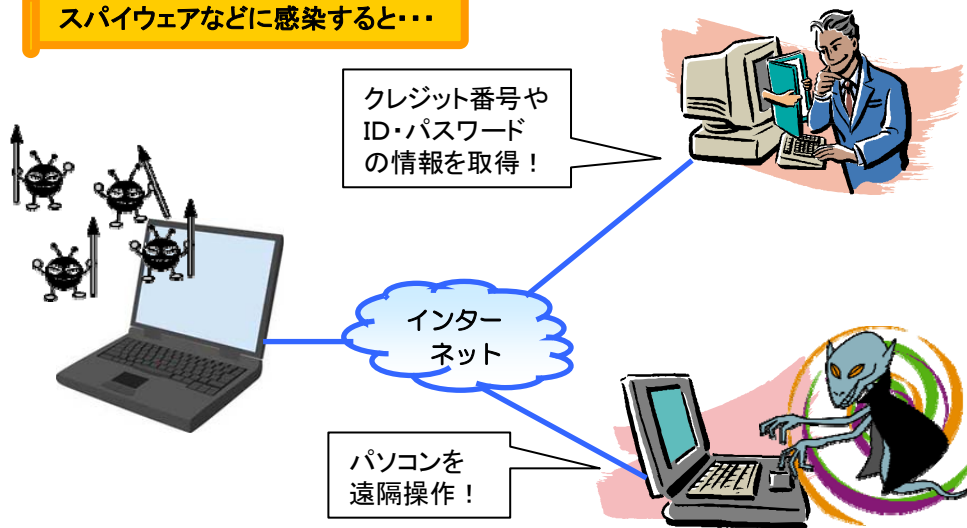 スパイウェアなどに感染すると・・・
クレジット番号や
ID・パスワード
の情報を取得！
インター
ネット
パソコンを
遠隔操作！